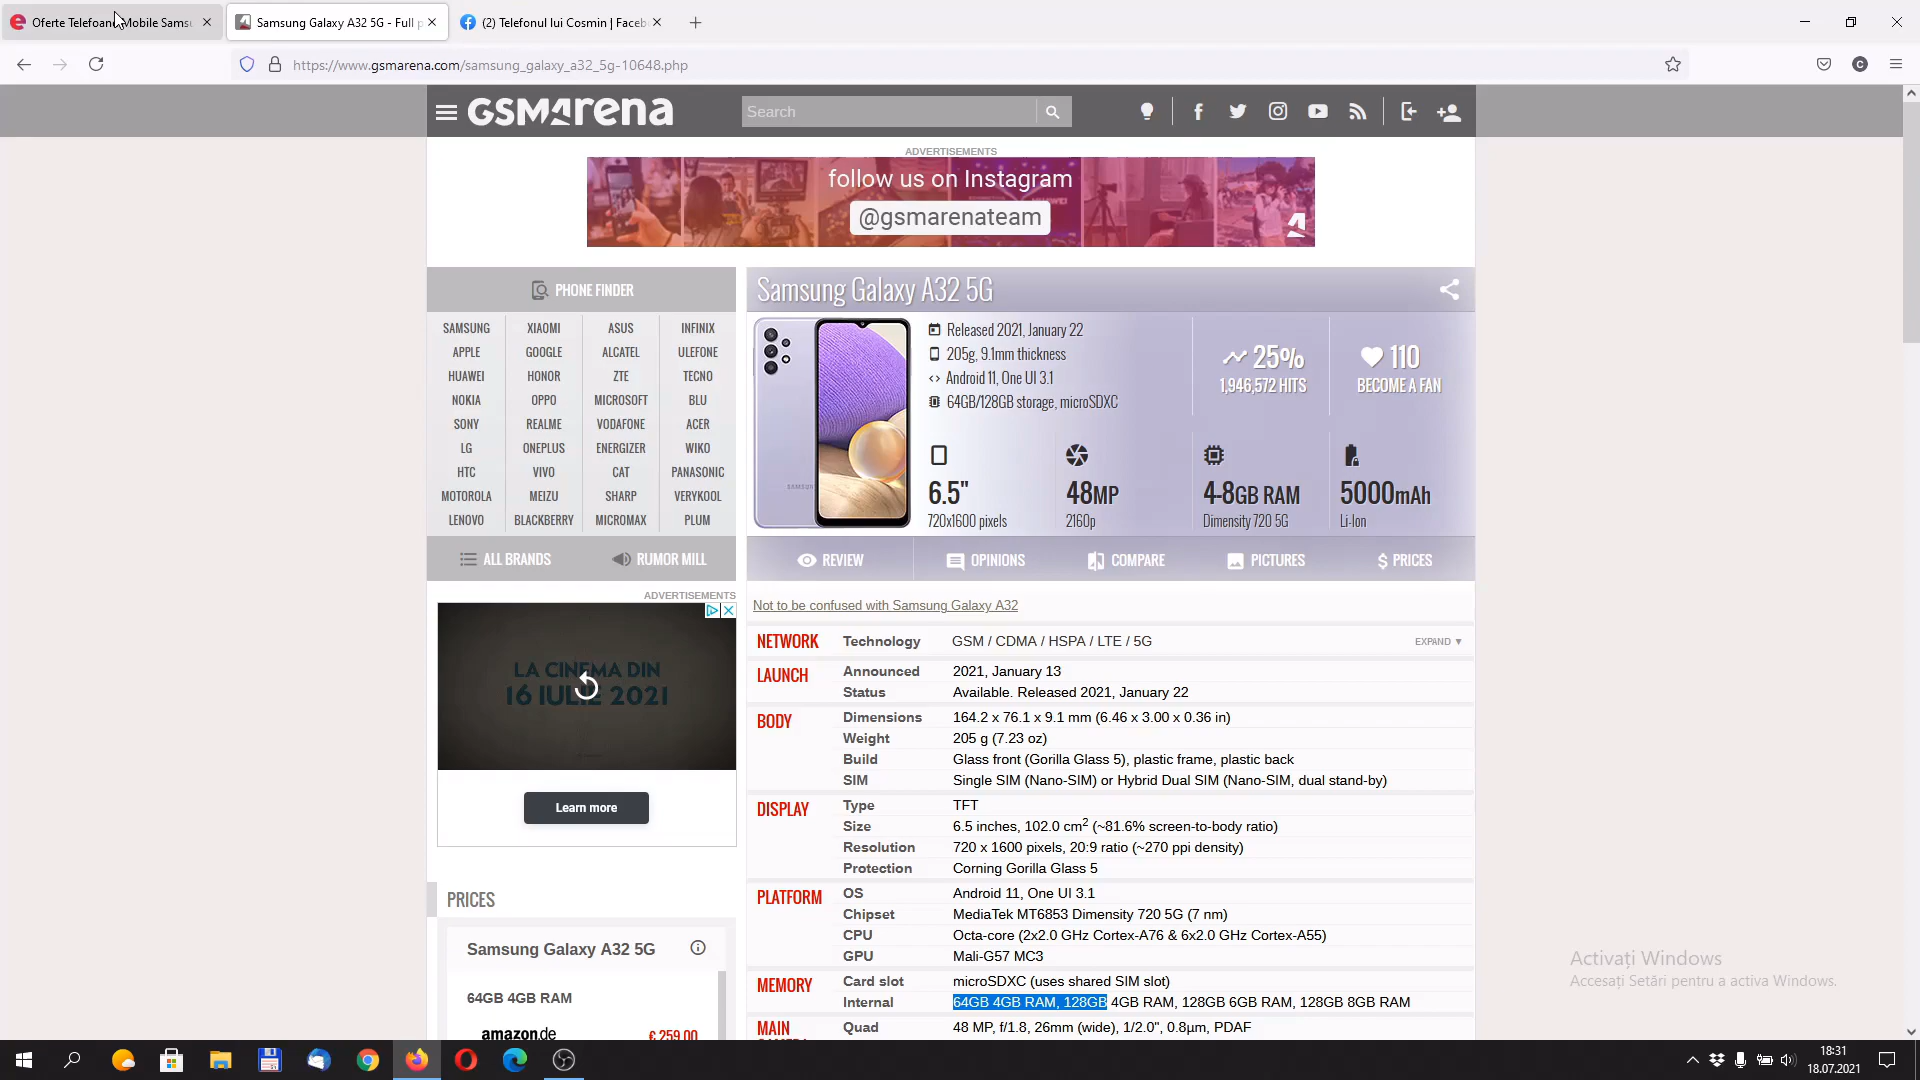 Oferte Telefoane Mobile Samsu
Samsung Galaxy A32 5G - Full p
(2) Telefonul lui Cosmin | Faceb
https://www.gsmarena.com/samsung_galaxy_a32_5g-10648.php
C
GSMArena
Search
ADVERTISEMENTS
follow us on Instagram
@gsmarenateam
PHONE FINDER
SAMSUNG XIAOMI ASUS INFINIX
APPLE GOOGLE ALCATEL ULEFONE
HUAWEI HONOR ZTE TECNO
NOKIA OPPO MICROSOFT BLU
SONY REALME VODAFONE ACER
LG ONEPLUS ENERGIZER WIKO
HTC VIVO CAT PANASONIC
MOTOROLA MEIZU SHARP VERYKOOL
LENOVO BLACKBERRY MICROMAX PLUM
ALL BRANDS RUMOR MILL
Samsung Galaxy A32 5G
SAMSUNG
Released 2021, January 22
205g, 9.1mm thickness
Android 11, One UI 3.1
64GB/128GB storage, microSDXC
25%
1,946,572 HITS
110
BECOME A FAN
6.5"
720x1600 pixels
48MP
2160p
4-8GB RAM
Dimensity 720 5G
5000mAh
Li-Ion
REVIEW OPINIONS COMPARE PICTURES PRICES
Not to be confused with Samsung Galaxy A32
NETWORK Technology GSM / CDMA / HSPA / LTE / 5G EXPAND ▼
LAUNCH Announced 2021, January 13
Status Available. Released 2021, January 22
BODY Dimensions 164.2 x 76.1 x 9.1 mm (6.46 x 3.00 x 0.36 in)
Weight 205 g (7.23 oz)
Build Glass front (Gorilla Glass 5), plastic frame, plastic back
SIM Single SIM (Nano-SIM) or Hybrid Dual SIM (Nano-SIM, dual stand-by)
DISPLAY Type TFT
Size 6.5 inches, 102.0 cm2 (~81.6% screen-to-body ratio)
Resolution 720 x 1600 pixels, 20:9 ratio (~270 ppi density)
Protection Corning Gorilla Glass 5
PLATFORM OS Android 11, One UI 3.1
Chipset MediaTek MT6853 Dimensity 720 5G (7 nm)
CPU Octa-core (2x2.0 GHz Cortex-A76 & 6x2.0 GHz Cortex-A55)
GPU Mali-G57 MC3
MEMORY Card slot microSDXC (uses shared SIM slot)
Internal 64GB 4GB RAM, 128GB 4GB RAM, 128GB 6GB RAM, 128GB 8GB RAM
MAIN Quad 48 MP, f/1.8, 26mm (wide), 1/2.0", 0.8µm, PDAF
ADVERTISEMENTS
LA CINEMA DIN
16 IULIE 2021
Learn more
PRICES
Samsung Galaxy A32 5G
64GB 4GB RAM
amazon.de € 259.00
Activați Windows
Accesați Setări pentru a activa Windows.
18:31
18.07.2021